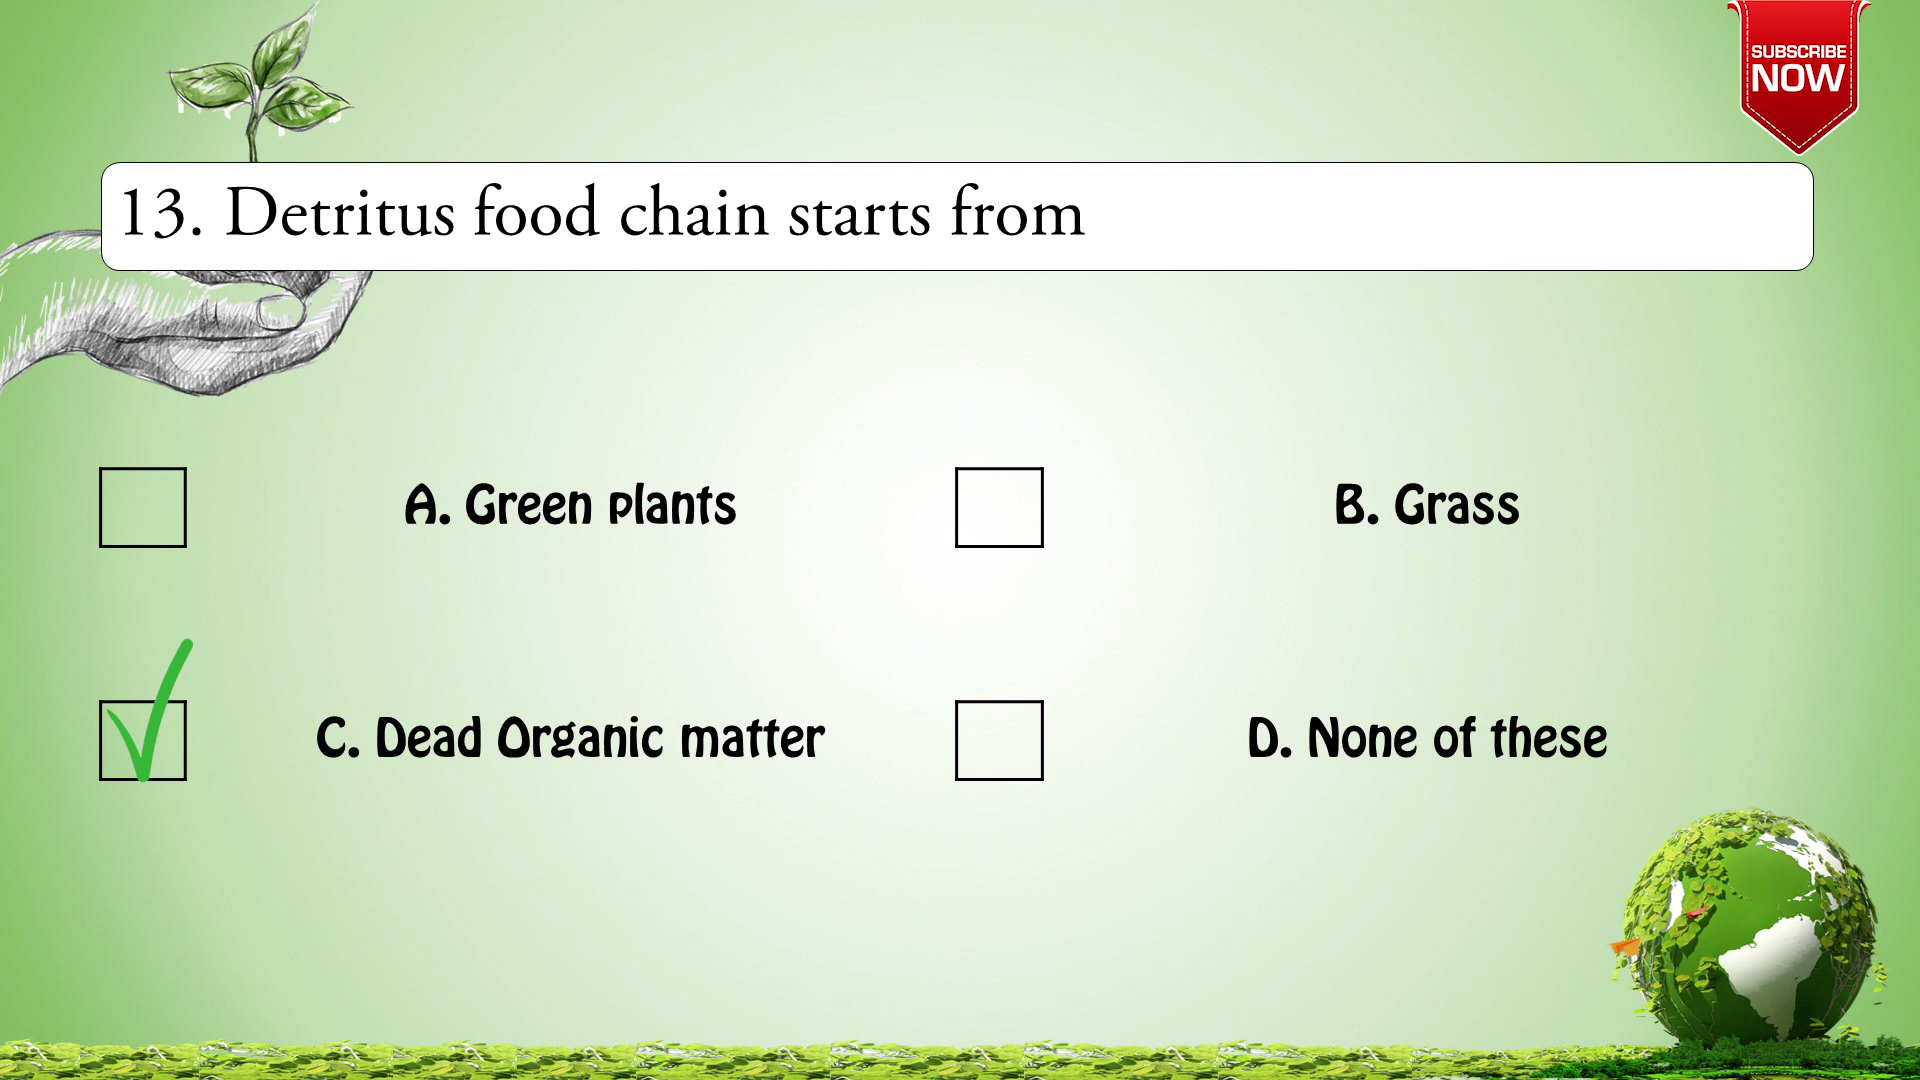 SUBSCRIBE
NOW
13. Detritus food chain starts from
A. Green plants
B. Grass
C. Dead Organic matter
D. None of these